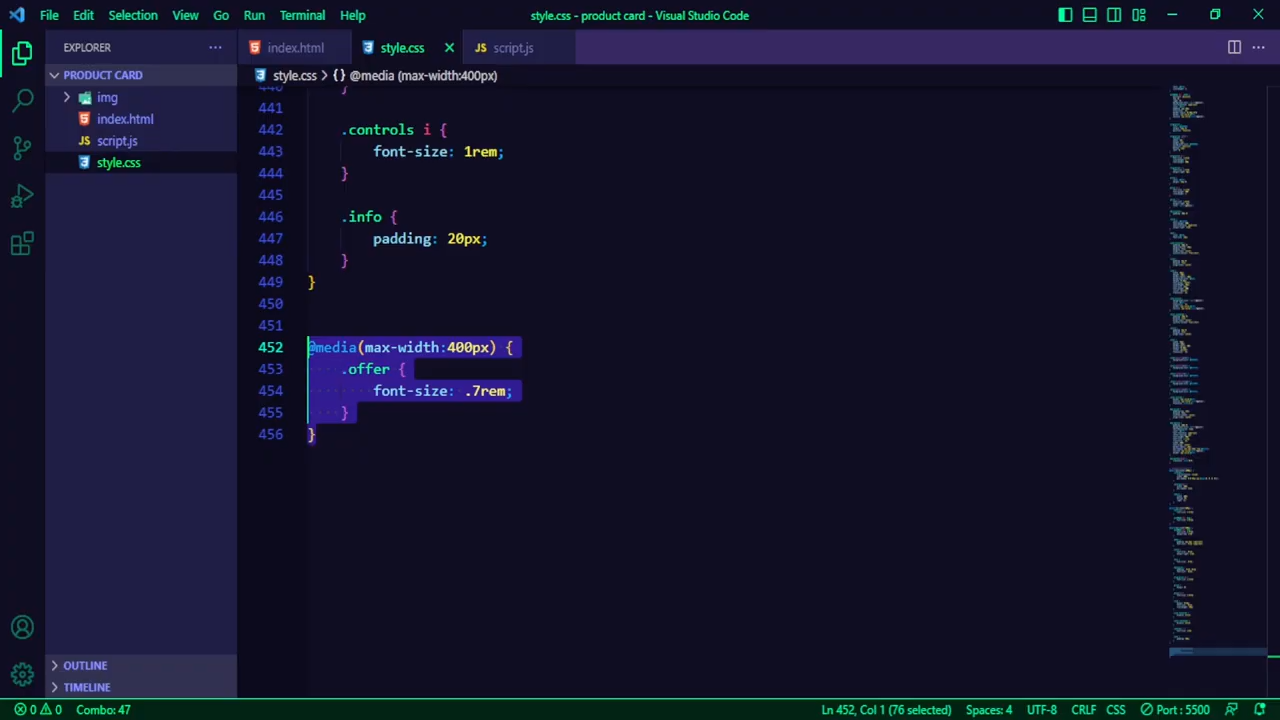 File Edit Selection View Go Run Terminal Help
style.css - product card - Visual Studio Code
EXPLORER
index.html
style.css
JS script.js
PRODUCT CARD
style.css > {} @media (max-width:400px)
img
index.html
JS script.js
style.css
440 }
441
442 .controls i {
443 font-size: 1rem;
444 }
445
446 .info {
447 padding: 20px;
448 }
449 }
450
451
452 @media(max-width:400px) {
453 .offer {
454 font-size: .7rem;
455 }
456 }
OUTLINE
TIMELINE
0 0 Combo: 47 Ln 452, Col 1 (76 selected) Spaces: 4 UTF-8 CRLF CSS Port : 5500